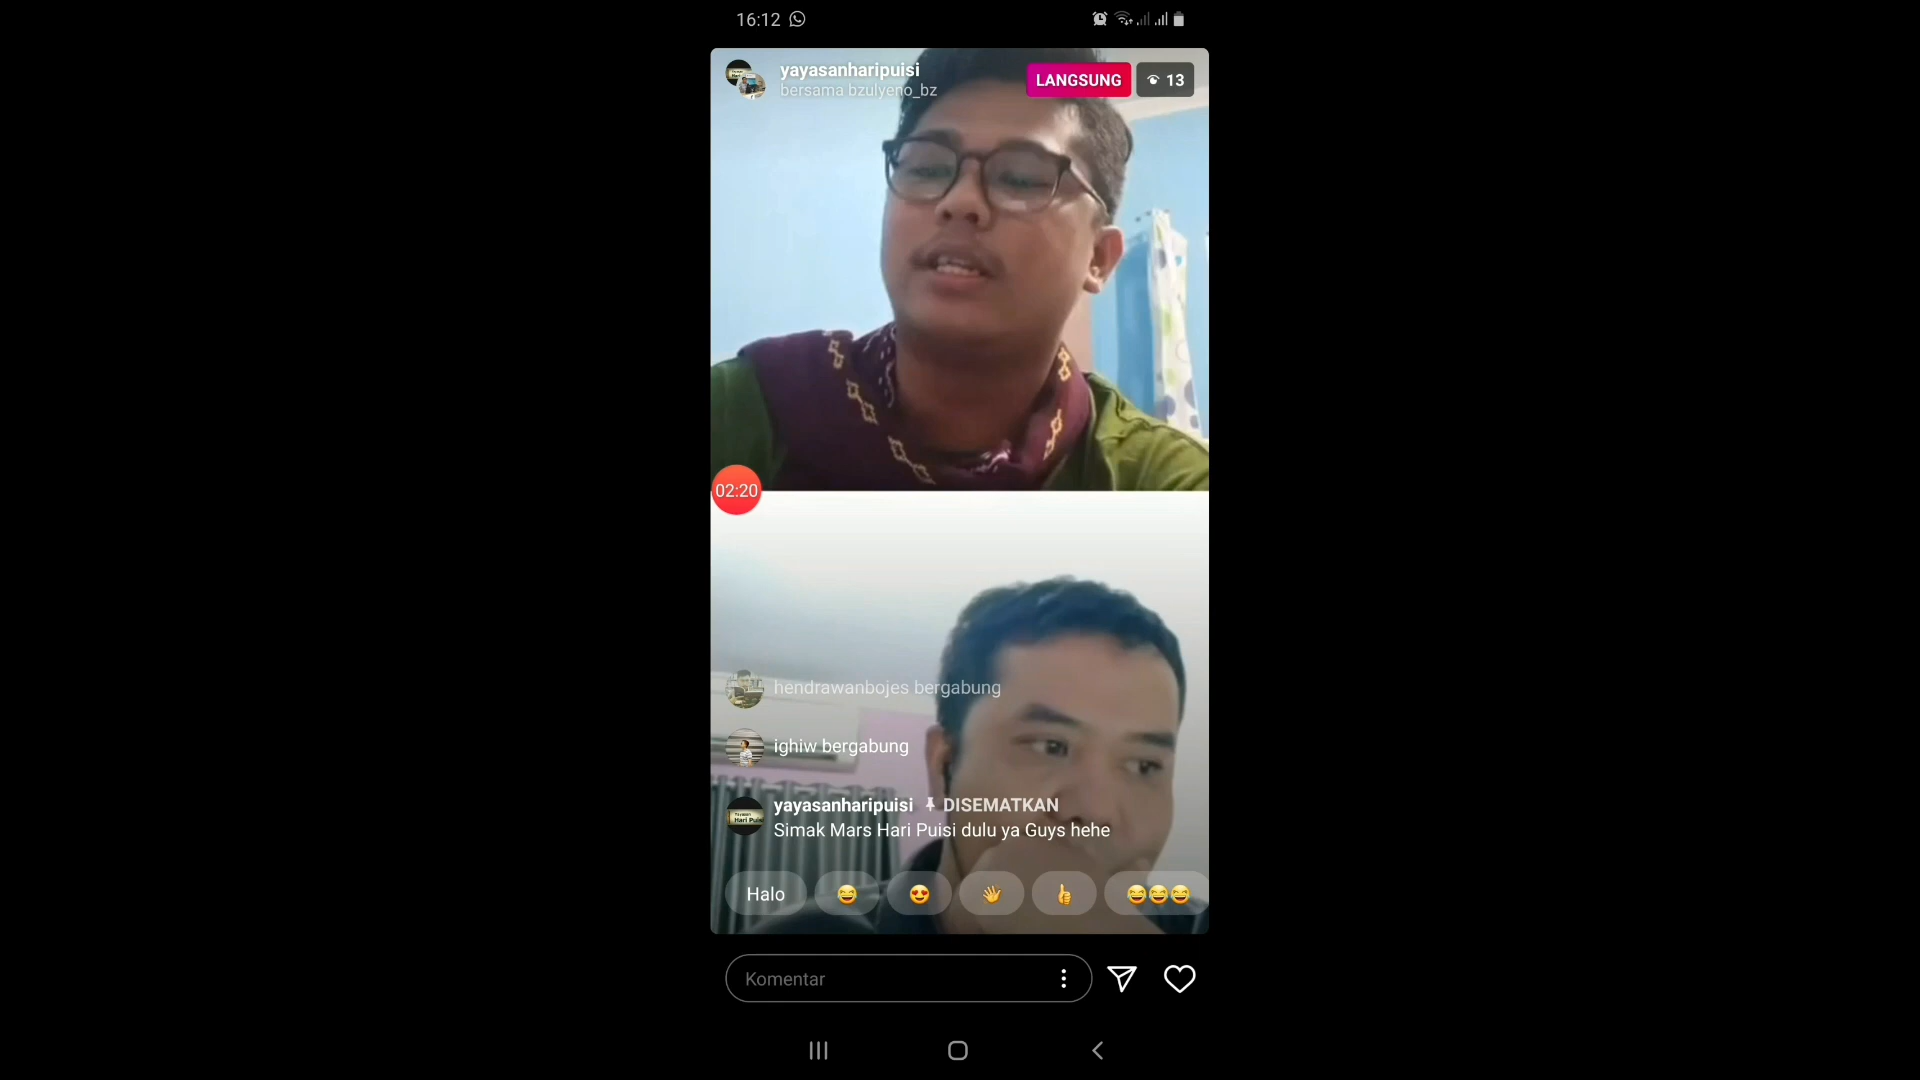 16:12
yayasanharipuisi
bersama bzulyeno_bz
LANGSUNG
13
02:20
hendrawanbojes bergabung
ighiw bergabung
yayasanharipuisi DISEMATKAN
Simak Mars Hari Puisi dulu ya Guys hehe
Halo
Komentar